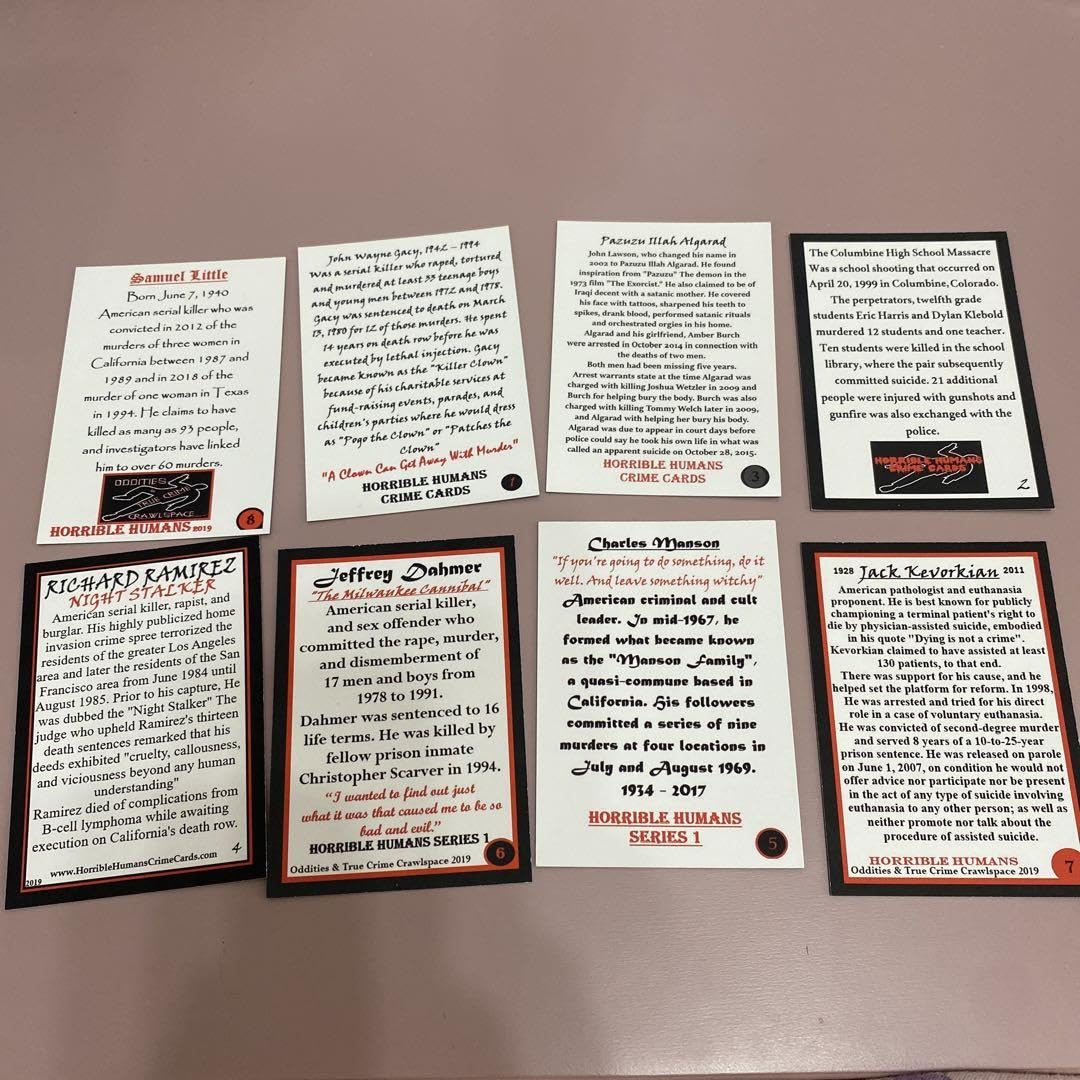 Samuel Little
Born June 7, 1940
American serial killer who was
convicted in 2012 of the
murders of three women in
California between 1987 and
1989 and in 2018 of the
murder of one woman in Texas
in 1994. He claims to have
killed as many as 93 people,
and investigators have linked
him to over 60 murders.
ODDITIES
TRUE CRIME
CRAWLSPACE
HORRIBLE HUMANS 2019
8
John Wayne Gacy, 1942 – 1994
Was a serial killer who raped, tortured
and murdered at least 33 teenage boys
and young men between 1972 and 1978.
Gacy was sentenced to death on March
13, 1980 for 12 of those murders. He spent
14 years on death row before he was
executed by lethal injection. Gacy
became known as the "Killer Clown"
because of his charitable services at
fund-raising events, parades, and
children's parties where he would dress
as "Pogo the Clown" or "Patches the
Clown"
"A Clown Can Get Away With Murder"
HORRIBLE HUMANS
CRIME CARDS
1
Pazuzu Illah Algarad
John Lawson, who changed his name in
2002 to Pazuzu Illah Algarad. He found
inspiration from "Pazuzu" The demon in the
1973 film "The Exorcist." He also claimed to be of
Iraqi decent with a satanic mother. He covered
his face with tattoos, sharpened his teeth to
spikes, drank blood, performed satanic rituals
and orchestrated orgies in his home.
Algarad and his girlfriend, Amber Burch
were arrested in October 2014 in connection with
the deaths of two men.
Both men had been missing five years.
Arrest warrants state at the time Algarad was
charged with killing Joshua Wetzler in 2009 and
Burch for helping bury the body. Burch was also
charged with killing Tommy Welch later in 2009,
and Algarad with helping her bury his body.
Algarad was due to appear in court days before
police could say he took his own life in what was
called an apparent suicide on October 28, 2015.
HORRIBLE HUMANS
CRIME CARDS
3
The Columbine High School Massacre
Was a school shooting that occurred on
April 20, 1999 in Columbine, Colorado.
The perpetrators, twelfth grade
students Eric Harris and Dylan Klebold
murdered 12 students and one teacher.
Ten students were killed in the school
library, where the pair subsequently
committed suicide. 21 additional
people were injured with gunshots and
gunfire was also exchanged with the
police.
HORRIBLE HUMANS
CRIME CARDS
2
RICHARD RAMIREZ
NIGHT STALKER
American serial killer, rapist, and
burglar. His highly publicized home
invasion crime spree terrorized the
residents of the greater Los Angeles
area and later the residents of the San
Francisco area from June 1984 until
August 1985. Prior to his capture, He
was dubbed the "Night Stalker" The
judge who upheld Ramirez's thirteen
death sentences remarked that his
deeds exhibited "cruelty, callousness,
and viciousness beyond any human
understanding"
Ramirez died of complications from
B-cell lymphoma while awaiting
execution on California's death row.
www.HorribleHumansCrimeCards.com
4
2019
Jeffrey Dahmer
"The Milwaukee Cannibal"
American serial killer,
and sex offender who
committed the rape, murder,
and dismemberment of
17 men and boys from
1978 to 1991.
Dahmer was sentenced to 16
life terms. He was killed by
fellow prison inmate
Christopher Scarver in 1994.
"I wanted to find out just
what it was that caused me to be so
bad and evil."
HORRIBLE HUMANS SERIES 1
Oddities & True Crime Crawlspace 2019
6
Charles Manson
"If you're going to do something, do it
well. And leave something witchy"
American criminal and cult
leader. In mid-1967, he
formed what became known
as the "Manson Family",
a quasi-commune based in
California. His followers
committed a series of nine
murders at four locations in
July and August 1969.
1934 - 2017
HORRIBLE HUMANS
SERIES 1
5
1928 Jack Kevorkian 2011
American pathologist and euthanasia
proponent. He is best known for publicly
championing a terminal patient's right to
die by physician-assisted suicide, embodied
in his quote "Dying is not a crime".
Kevorkian claimed to have assisted at least
130 patients, to that end.
There was support for his cause, and he
helped set the platform for reform. In 1998,
He was arrested and tried for his direct
role in a case of voluntary euthanasia.
He was convicted of second-degree murder
and served 8 years of a 10-to-25-year
prison sentence. He was released on parole
on June 1, 2007, on condition he would not
offer advice nor participate nor be present
in the act of any type of suicide involving
euthanasia to any other person; as well as
neither promote nor talk about the
procedure of assisted suicide.
HORRIBLE HUMANS
Oddities & True Crime Crawlspace 2019
7